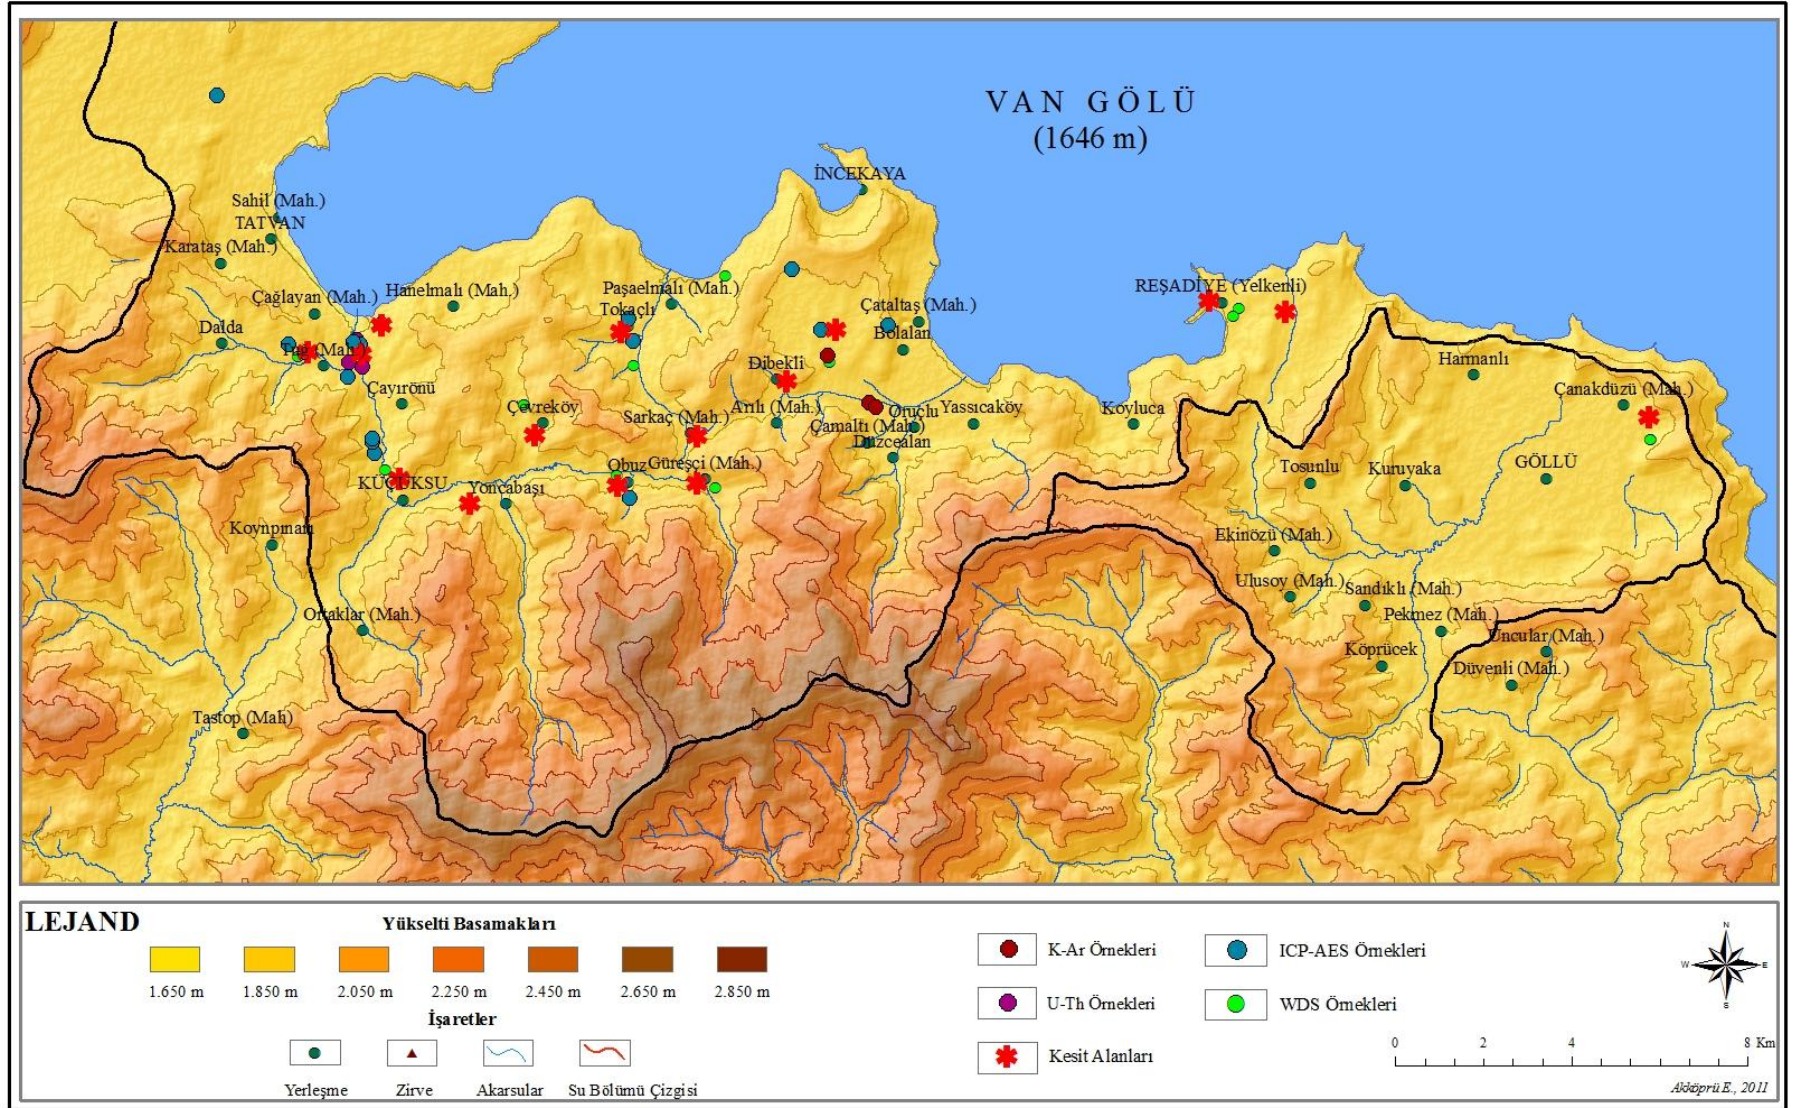 VAN GÖLÜ
(1646 m)
İNCEKAYA
Sahil (Mah.)
TATVAN
Karataş (Mah.)
Çağlayan (Mah.)
Hanelmalı (Mah.)
Paşaelmalı (Mah.)
REŞADİYE (Yelkenli)
Tokaçlı
Çataltaş (Mah.)
Dalda
Bolalan
Tuğ (Mah.)
Dibekli
Harmanlı
Çayırönü
Çanakdüzü (Mah.)
Çevreköy
Sarkaç (Mah.)
Arılı (Mah.)
Oruçlu
Yassıcaköy
Koyluca
Çamaltı (Mah.)
Düzcealan
Obuz
Güreşçi (Mah.)
Tosunlu
Kuruyaka
GÖLLÜ
KÜÇÜKSU
Yoncabaşı
Koynpınarı
Ekinözü (Mah.)
Ulusoy (Mah.)
Sandıklı (Mah.)
Ortaklar (Mah.)
Pekmez (Mah.)
Uncular (Mah.)
Köprücek
Düvenli (Mah.)
Tastop (Mah)
LEJAND
Yükselti Basamakları
1.650 m 1.850 m 2.050 m 2.250 m 2.450 m 2.650 m 2.850 m
İşaretler
Yerleşme Zirve Akarsular Su Bölümü Çizgisi
K-Ar Örnekleri
ICP-AES Örnekleri
U-Th Örnekleri
WDS Örnekleri
Kesit Alanları
N
W E
S
0 2 4 8 Km
Akköprü E., 2011